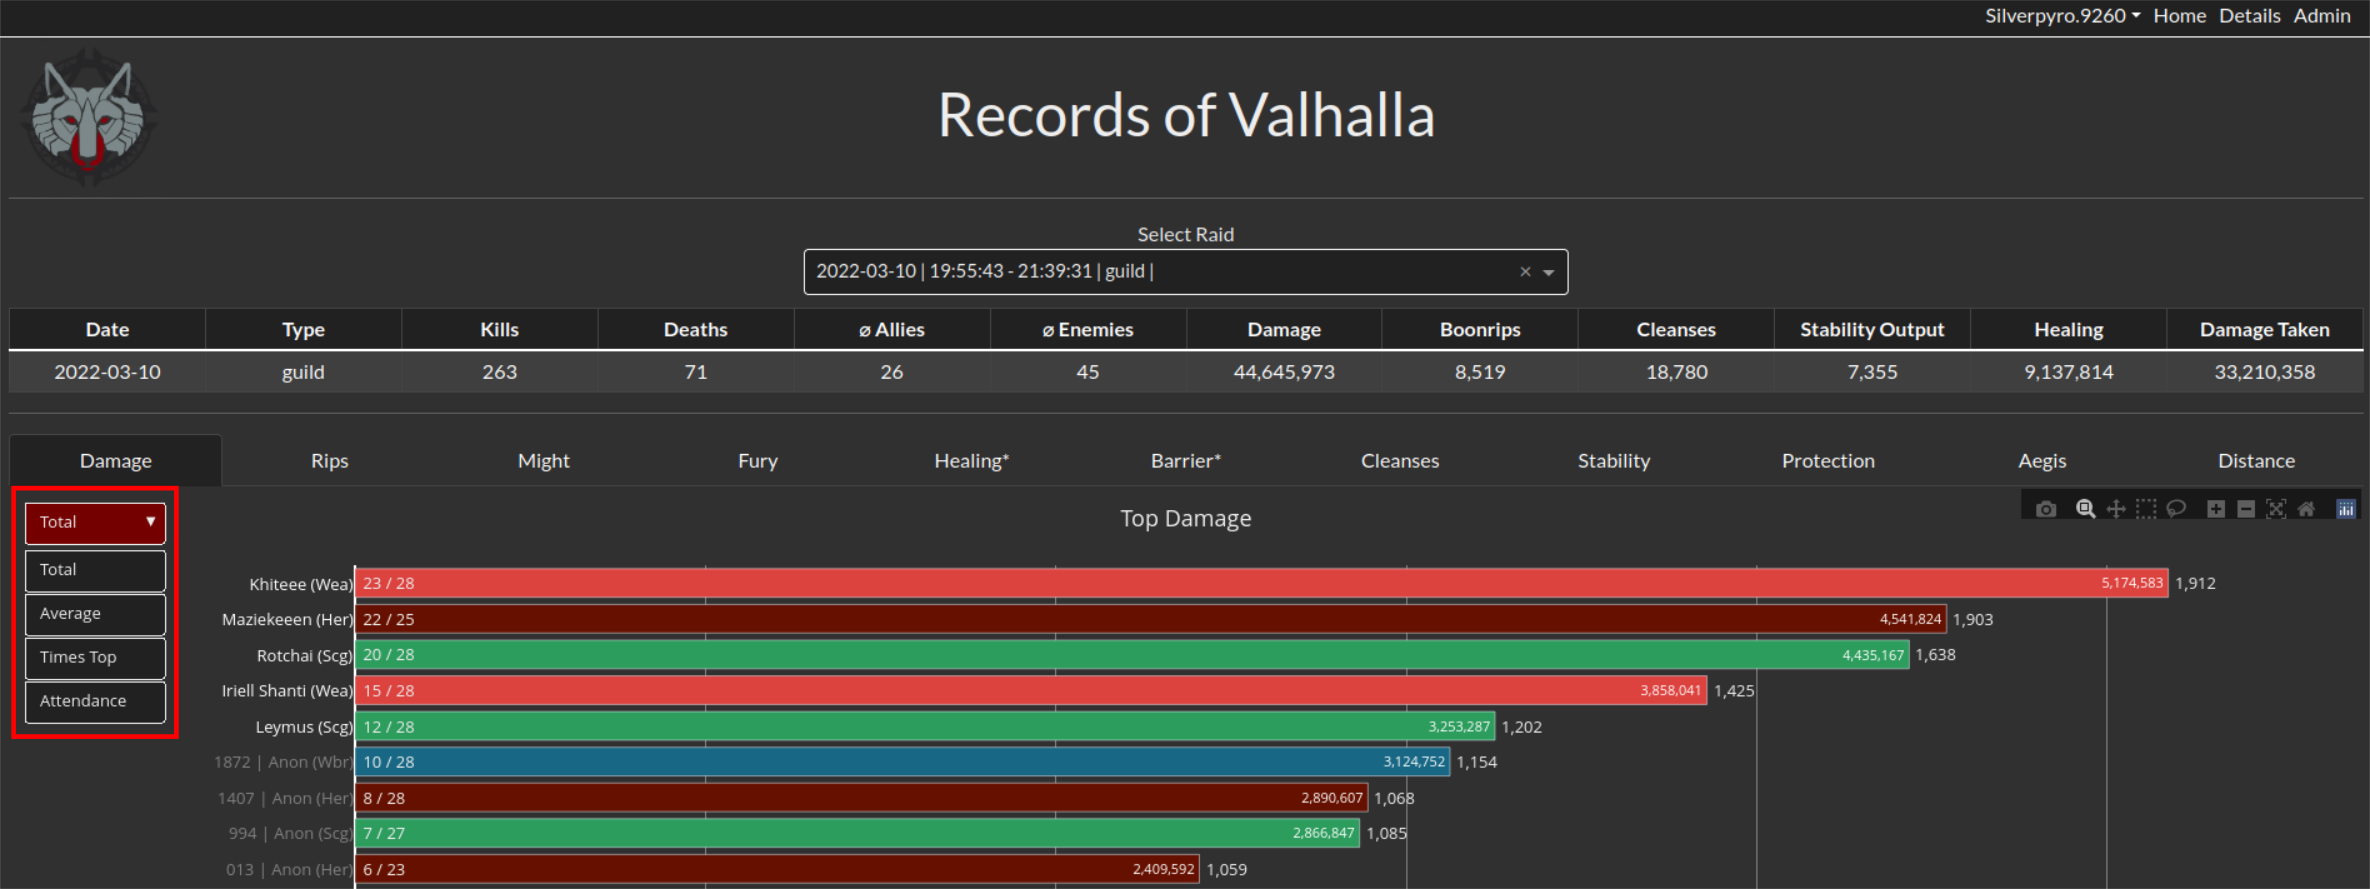 Silverpyro.9260 Home Details Admin
Records of Valhalla
Select Raid
2022-03-10 | 19:55:43 - 21:39:31 | guild |
Date Type Kills Deaths ⌀ Allies ⌀ Enemies Damage Boonrips Cleanses Stability Output Healing Damage Taken
2022-03-10 guild 263 71 26 45 44,645,973 8,519 18,780 7,355 9,137,814 33,210,358
Damage Rips Might Fury Healing* Barrier* Cleanses Stability Protection Aegis Distance
Total
Total
Average
Times Top
Attendance
Top Damage
Khiteee (Wea) 23 / 28 5,174,583 1,912
Maziekeeen (Her) 22 / 25 4,541,824 1,903
Rotchai (Scg) 20 / 28 4,435,167 1,638
Iriell Shanti (Wea) 15 / 28 3,858,041 1,425
Leymus (Scg) 12 / 28 3,253,287 1,202
1872 | Anon (Wbr) 10 / 28 3,124,752 1,154
1407 | Anon (Her) 8 / 28 2,890,607 1,068
994 | Anon (Scg) 7 / 27 2,866,847 1,085
013 | Anon (Her) 6 / 23 2,409,592 1,059